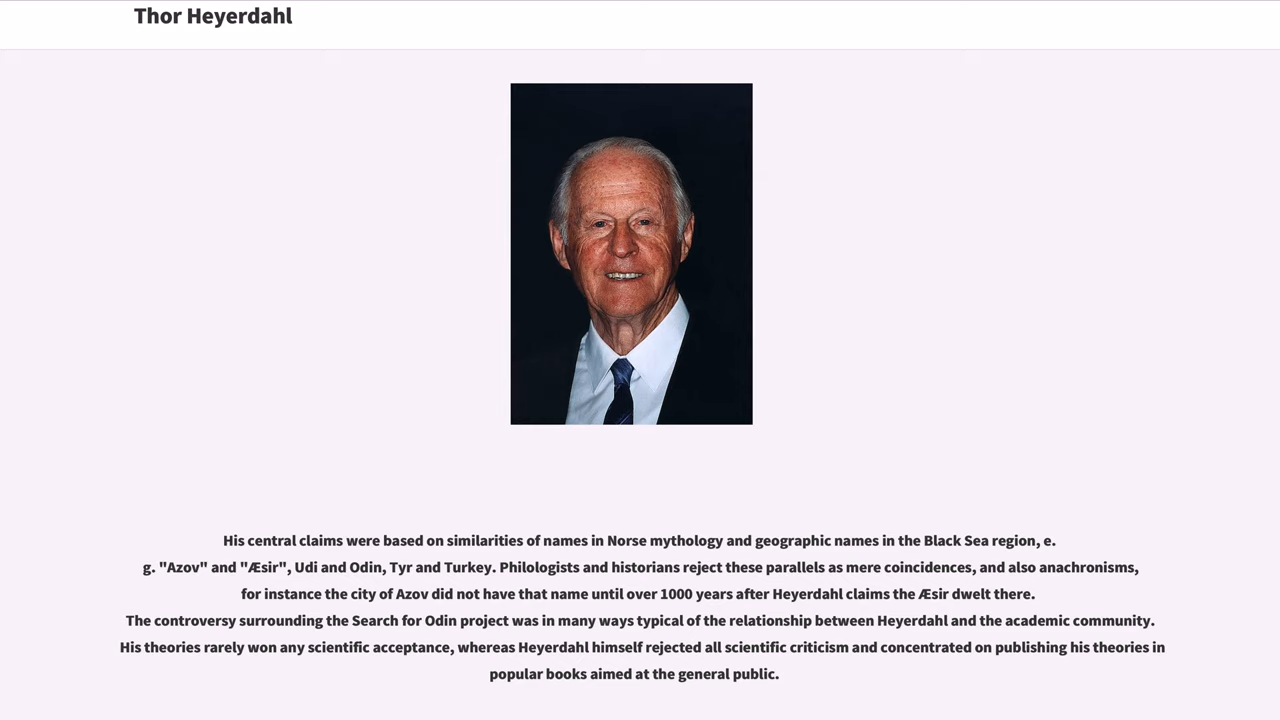 Thor Heyerdahl
His central claims were based on similarities of names in Norse mythology and geographic names in the Black Sea region, e.
g. "Azov" and "Æsir", Udi and Odin, Tyr and Turkey. Philologists and historians reject these parallels as mere coincidences, and also anachronisms,
for instance the city of Azov did not have that name until over 1000 years after Heyerdahl claims the Æsir dwelt there.
The controversy surrounding the Search for Odin project was in many ways typical of the relationship between Heyerdahl and the academic community.
His theories rarely won any scientific acceptance, whereas Heyerdahl himself rejected all scientific criticism and concentrated on publishing his theories in
popular books aimed at the general public.